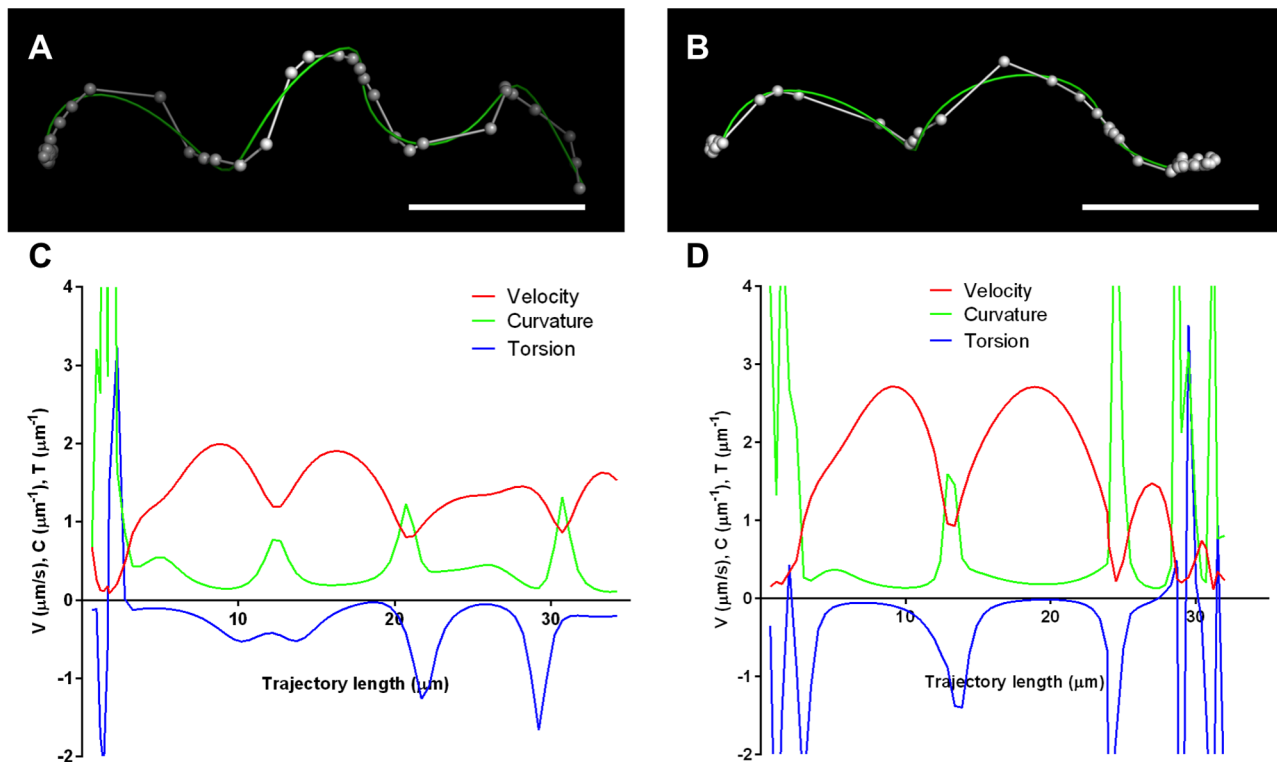 A
B
C
4
3
2
1
0
-1
-2
V (μm/s), C (μm⁻¹), T (μm⁻¹)
Velocity
Curvature
Torsion
10
20
30
Trajectory length (μm)
D
4
3
2
1
0
-1
-2
V (μm/s), C (μm⁻¹), T (μm⁻¹)
Velocity
Curvature
Torsion
10
20
30
Trajectory length (μm)